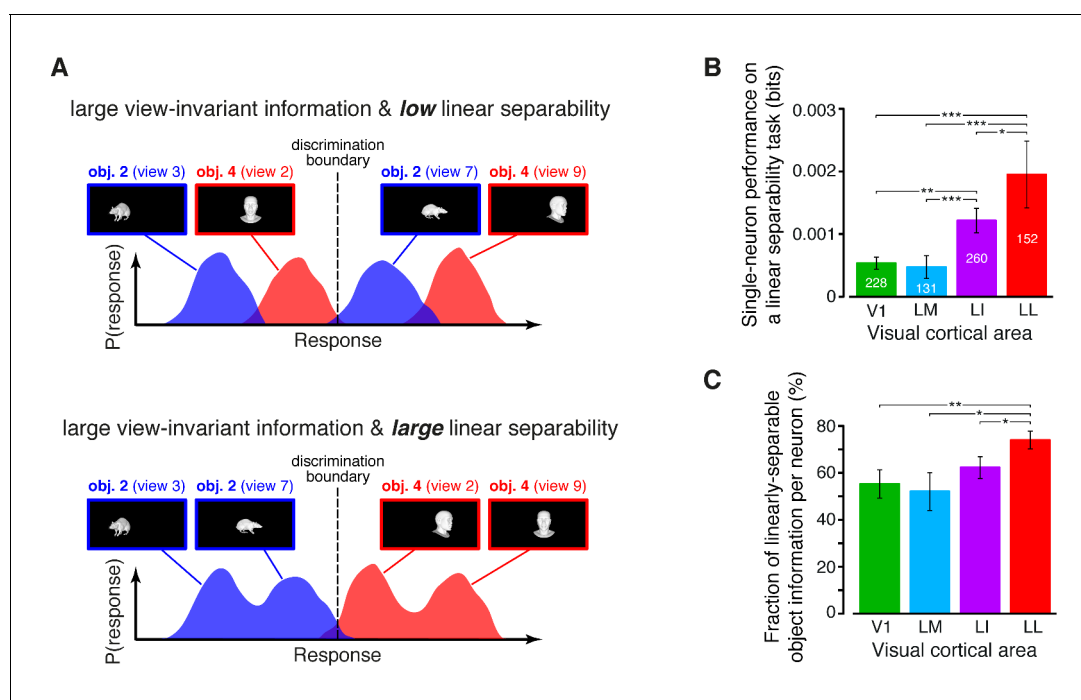 A
large view-invariant information & low linear separability
discrimination
boundary
obj. 2 (view 3)
obj. 4 (view 2)
obj. 2 (view 7)
obj. 4 (view 9)
P(response)
Response
large view-invariant information & large linear separability
discrimination
boundary
obj. 2 (view 3)
obj. 2 (view 7)
obj. 4 (view 2)
obj. 4 (view 9)
P(response)
Response
B
Single-neuron performance on
a linear separability task (bits)
0.003
0.002
0.001
0
***
***
*
**
***
228
131
260
152
V1 LM LI LL
Visual cortical area
C
Fraction of linearly-separable
object information per neuron (%)
80
60
40
20
0
**
*
*
V1 LM LI LL
Visual cortical area